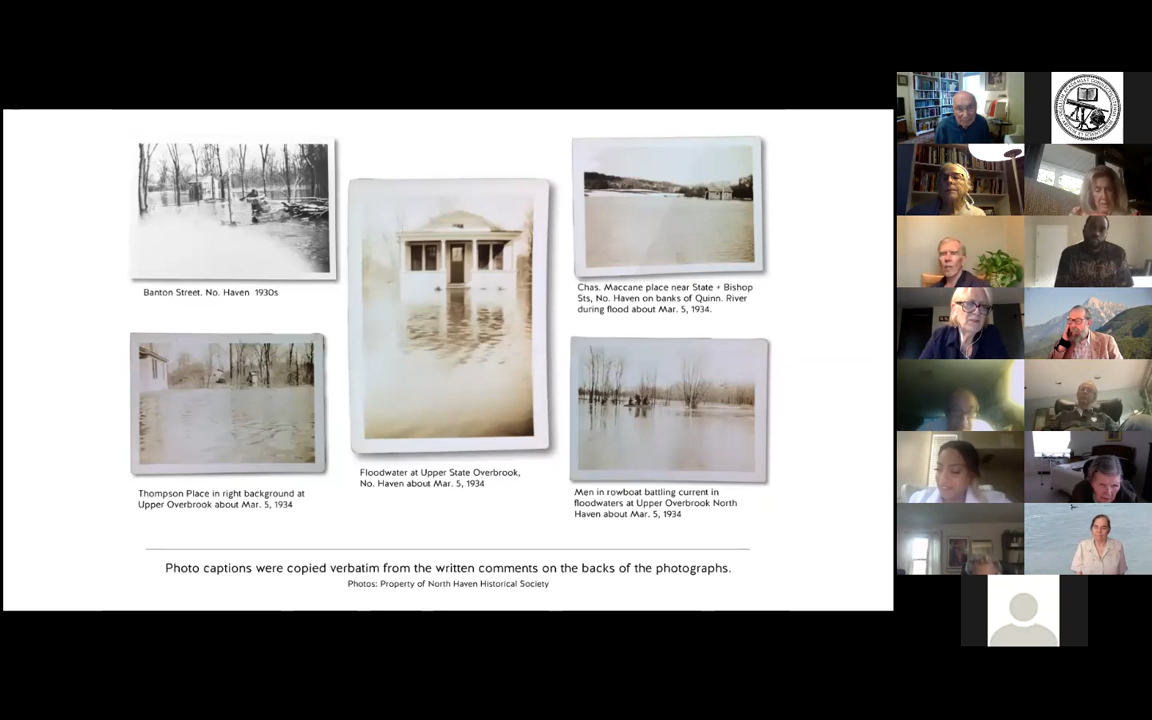 Banton Street. No. Haven 1930s
Chas. Maccane place near State + Bishop
Sts, No. Haven on banks of Quinn. River
during flood about Mar. 5, 1934.
Floodwater at Upper State Overbrook,
No. Haven about Mar. 5, 1934
Thompson Place in right background at
Upper Overbrook about Mar. 5, 1934
Men in rowboat battling current in
floodwaters at Upper Overbrook North
Haven about Mar. 5, 1934
Photo captions were copied verbatim from the written comments on the backs of the photographs.
Photos: Property of North Haven Historical Society